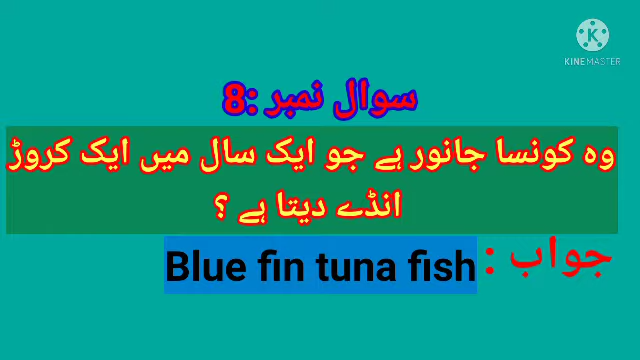 K
KINEMASTER
سوال نمبر :8
وہ کونسا جانور ہے جو ایک سال میں ایک کروڑ
انڈے دیتا ہے ؟
جواب : Blue fin tuna fish